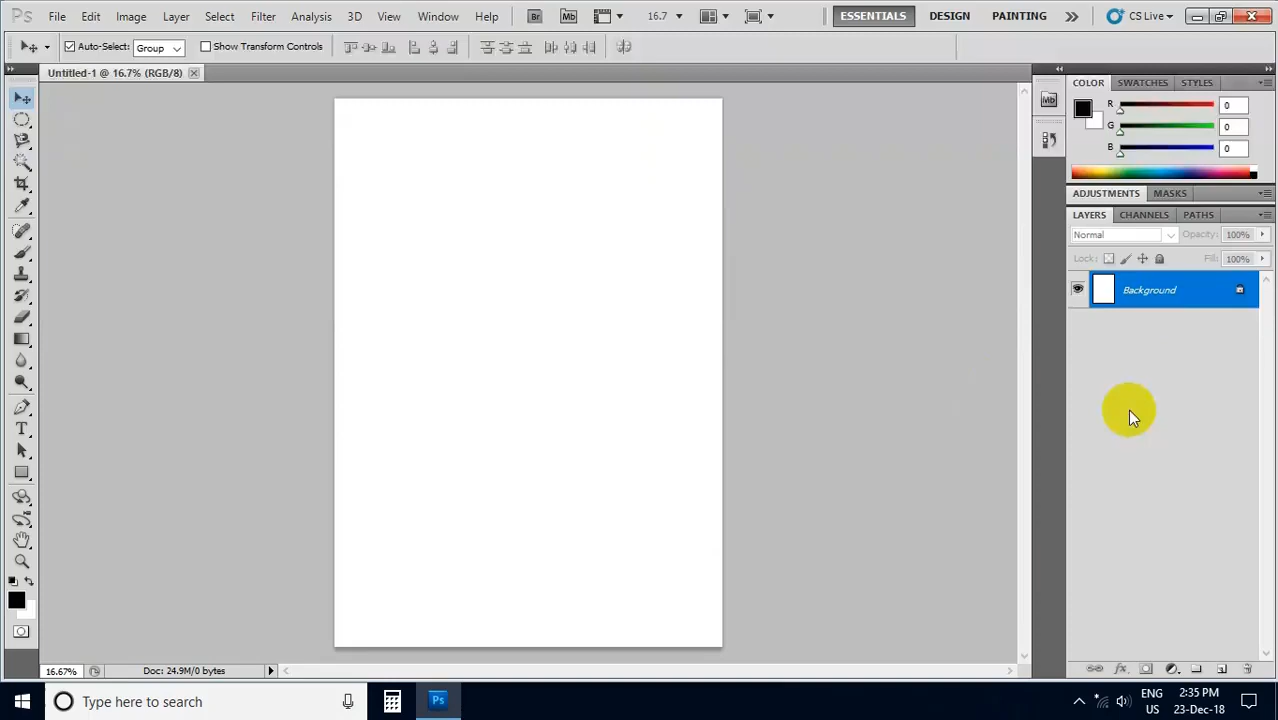 Ps File Edit Image Layer Select Filter Analysis 3D View Window Help Br Mb 16.7 ESSENTIALS DESIGN PAINTING CS Live
Auto-Select: Group Show Transform Controls
Untitled-1 @ 16.7% (RGB/8)
COLOR SWATCHES STYLES
Mb
R 0
G 0
B 0
ADJUSTMENTS MASKS
LAYERS CHANNELS PATHS
Normal Opacity: 100%
Lock: Fill: 100%
Background
T
16.67% Doc: 24.9M/0 bytes
fx
Type here to search Ps ENG 2:35 PM
US 23-Dec-18